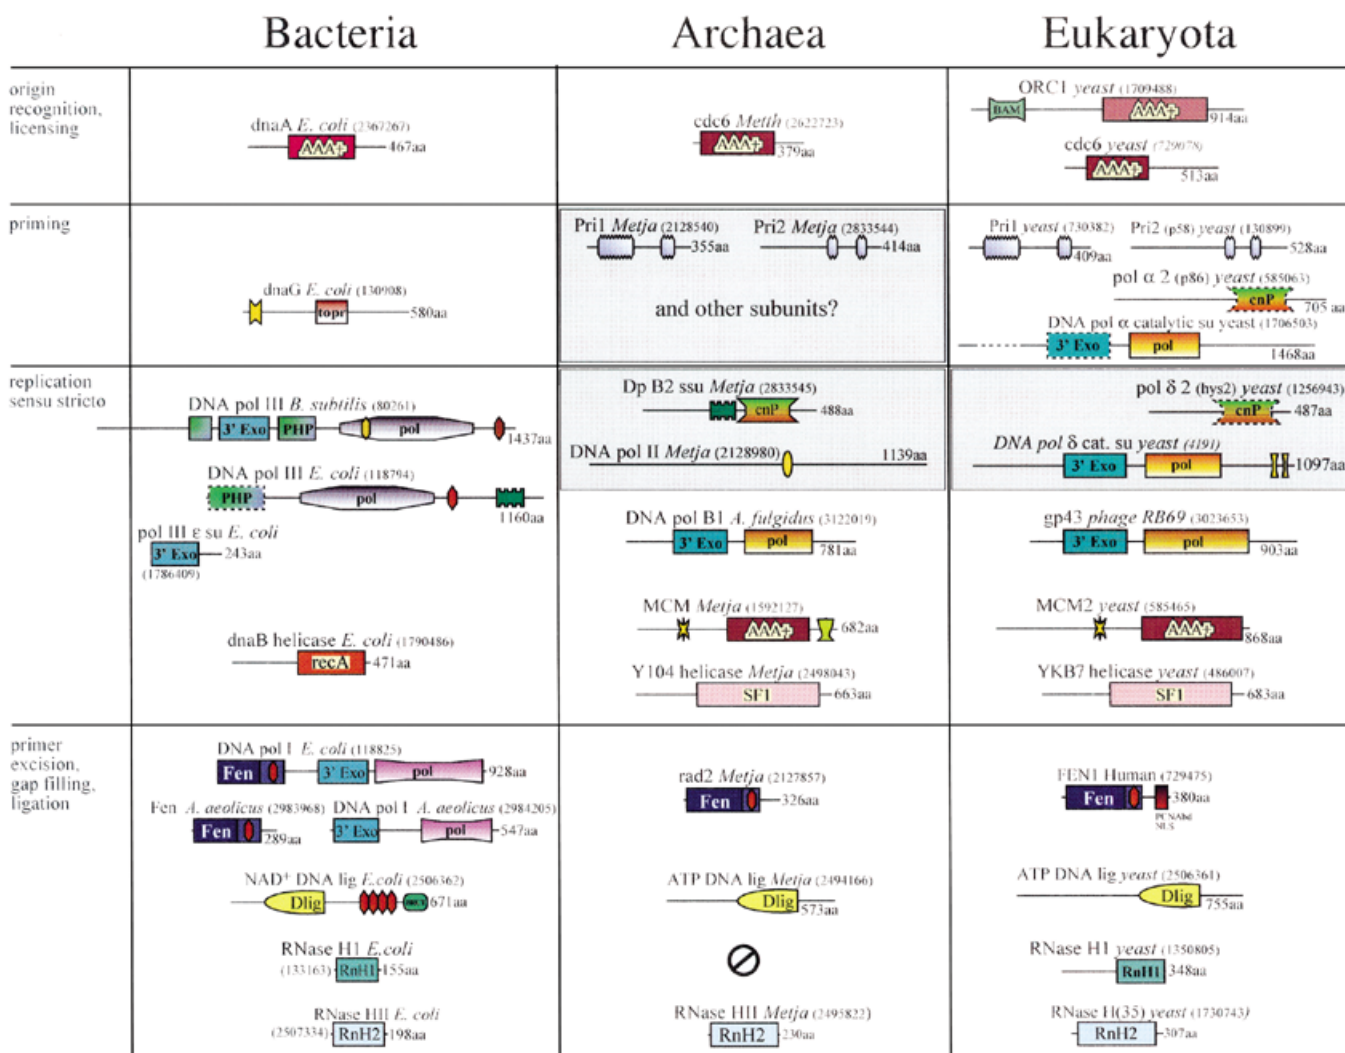 Bacteria
Archaea
Eukaryota
origin
recognition,
licensing
dnaA E. coli (2367267)
AAA+
467aa
cdc6 Metth (2622723)
AAA+
379aa
ORC1 yeast (1709488)
BAM
AAA+
914aa
cdc6 yeast (729078)
AAA+
513aa
priming
dnaG E. coli (130908)
topr
580aa
Pri1 Metja (2128540)
355aa
Pri2 Metja (2833544)
414aa
and other subunits?
Pri1 yeast (730382)
409aa
Pri2 (p58) yeast (130899)
528aa
pol α 2 (p86) yeast (585063)
cnP
705 aa
DNA pol α catalytic su yeast (1706503)
3' Exo
pol
1468aa
replication
sensu stricto
DNA pol III B. subtilis (80261)
3' Exo
PHP
pol
1437aa
DNA pol III E. coli (118794)
PHP
pol
1160aa
pol III ε su E. coli
3' Exo
243aa
(1786409)
dnaB helicase E. coli (1790486)
recA
471aa
Dp B2 ssu Metja (2833545)
cnP
488aa
DNA pol II Metja (2128980)
1139aa
DNA pol B1 A. fulgidus (3122019)
3' Exo
pol
781aa
MCM Metja (1592127)
AAA+
682aa
Y104 helicase Metja (2498043)
SF1
663aa
pol δ 2 (hys2) yeast (1256943)
cnP
487aa
DNA pol δ cat. su yeast (4191)
3' Exo
pol
1097aa
gp43 phage RB69 (3023653)
3' Exo
pol
903aa
MCM2 yeast (585465)
AAA+
868aa
YKB7 helicase yeast (486007)
SF1
683aa
primer
excision,
gap filling,
ligation
DNA pol I E. coli (118825)
Fen
3' Exo
pol
928aa
Fen A. aeolicus (2983968)
Fen
289aa
DNA pol I A. aeolicus (2984205)
3' Exo
pol
547aa
NAD+ DNA lig E.coli (2506362)
Dlig
671aa
RNase H1 E.coli
(133163)
RnH1
155aa
RNase HII E. coli
(2507334)
RnH2
198aa
rad2 Metja (2127857)
Fen
326aa
ATP DNA lig Metja (2494166)
Dlig
573aa
RNase HII Metja (2495822)
RnH2
230aa
FEN1 Human (729475)
Fen
380aa
PCNAbd
NLS
ATP DNA lig yeast (2506361)
Dlig
755aa
RNase H1 yeast (1350805)
RnH1
348aa
RNase H(35) yeast (1730743)
RnH2
307aa